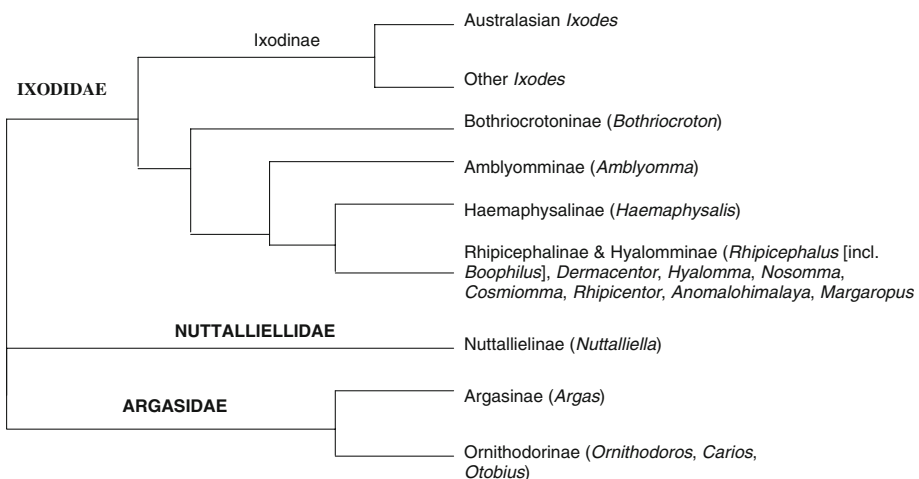 Australasian Ixodes
Ixodinae
Other Ixodes
IXODIDAE
Bothriocrotoninae (Bothriocroton)
Amblyomminae (Amblyomma)
Haemaphysalinae (Haemaphysalis)
Rhipicephalinae & Hyalomminae (Rhipicephalus [incl.
Boophilus], Dermacentor, Hyalomma, Nosomma,
Cosmiomma, Rhipicentor, Anomalohimalaya, Margaropus
NUTTALLIELLIDAE
Nuttallielinae (Nuttalliella)
Argasinae (Argas)
ARGASIDAE
Ornithodorinae (Ornithodoros, Carios,
Otobius)